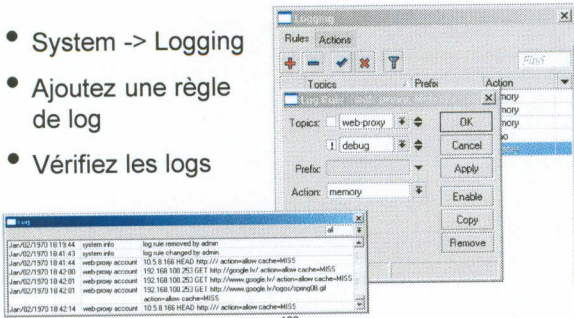 • System -> Logging
• Ajoutez une règle
de log
• Vérifiez les logs
Logging
Rules Actions
Find
Topics / Prefix Action
mory
mory
mory
Log Rule
Topics: web-proxy
! debug
Prefix:
Action: memory
OK
Cancel
Apply
Enable
Copy
Remove
Log
all
Jan/02/1970 18:19:44 system info log rule removed by admin
Jan/02/1970 18:41:43 system info log rule changed by admin
Jan/02/1970 18:41:44 web-proxy account 10.5.8.166 HEAD http:/// action=allow cache=MISS
Jan/02/1970 18:42:00 web-proxy account 192.168.100.253 GET http://google.lv/ action=allow cache=MISS
Jan/02/1970 18:42:01 web-proxy account 192.168.100.253 GET http://www.google.lv/ action=allow cache=MISS
Jan/02/1970 18:42:01 web-proxy account 192.168.100.253 GET http://www.google.lv/logos/spring08.gif
action=allow cache=MISS
Jan/02/1970 18:42:14 web-proxy account 10.5.8.166 HEAD http:/// action=allow cache=MISS